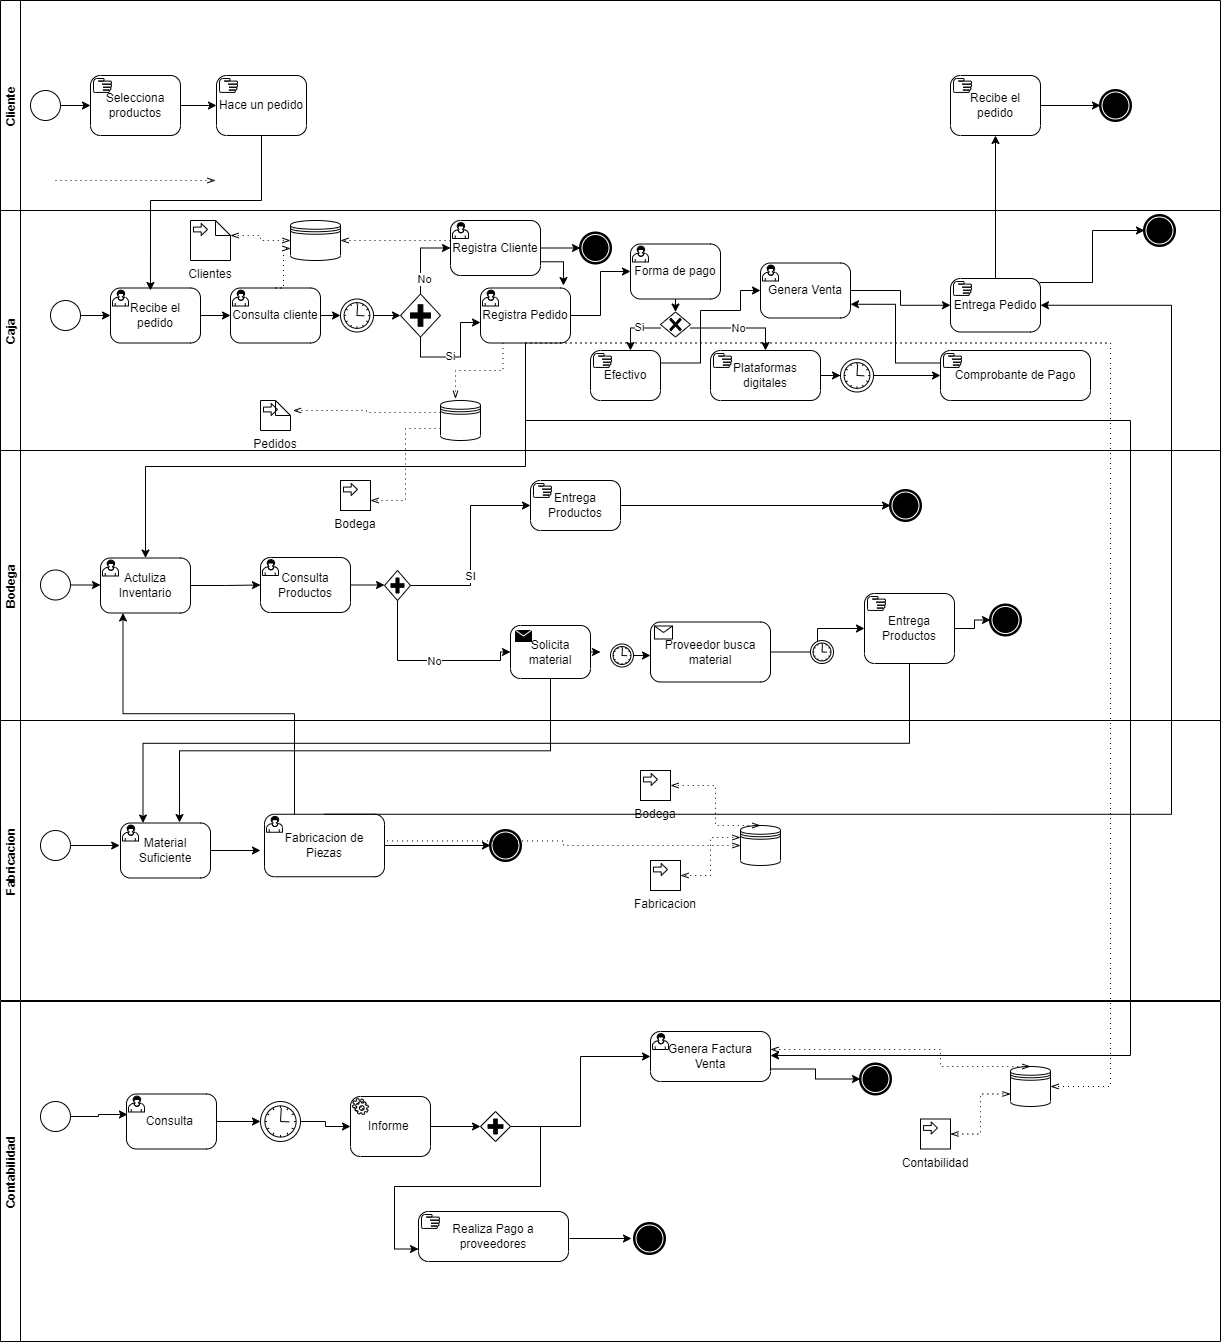 Cliente
Selecciona
productos
Hace un pedido
Recibe el
pedido
Caja
Clientes
Recibe el
pedido
Consulta cliente
No
Si
Registra Cliente
Registra Pedido
Forma de pago
Si
No
Efectivo
Plataformas
digitales
Genera Venta
Comprobante de Pago
Entrega Pedido
Pedidos
Bodega
Bodega
Actuliza
Inventario
Consulta
Productos
SI
No
Entrega
Productos
Solicita
material
Proveedor busca
material
Entrega
Productos
Fabricacion
Material
Suficiente
Fabricacion de
Piezas
Bodega
Fabricacion
Contabilidad
Consulta
Informe
Genera Factura
Venta
Realiza Pago a
proveedores
Contabilidad